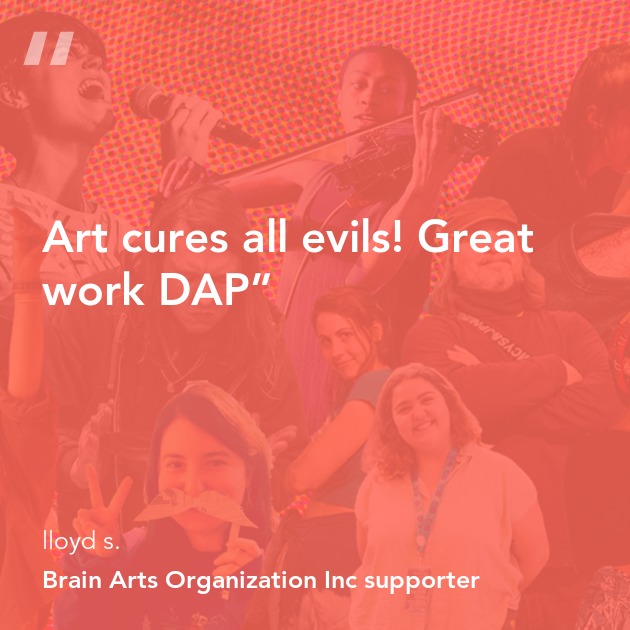 "
Art cures all evils! Great
work DAP”
lloyd s.
Brain Arts Organization Inc supporter